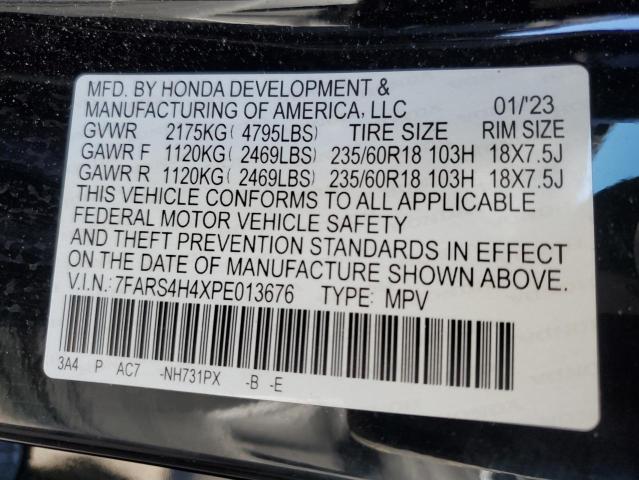 MFD. BY HONDA DEVELOPMENT &
MANUFACTURING OF AMERICA, LLC 01/'23
GVWR 2175KG( 4795LBS) TIRE SIZE RIM SIZE
GAWR F 1120KG( 2469LBS) 235/60R18 103H 18X7.5J
GAWR R 1120KG( 2469LBS) 235/60R18 103H 18X7.5J
THIS VEHICLE CONFORMS TO ALL APPLICABLE
FEDERAL MOTOR VEHICLE SAFETY
AND THEFT PREVENTION STANDARDS IN EFFECT
ON THE DATE OF MANUFACTURE SHOWN ABOVE.
V.I.N.: 7FARS4H4XPE013676 TYPE: MPV
3A4 P AC7 -NH731PX -B -E